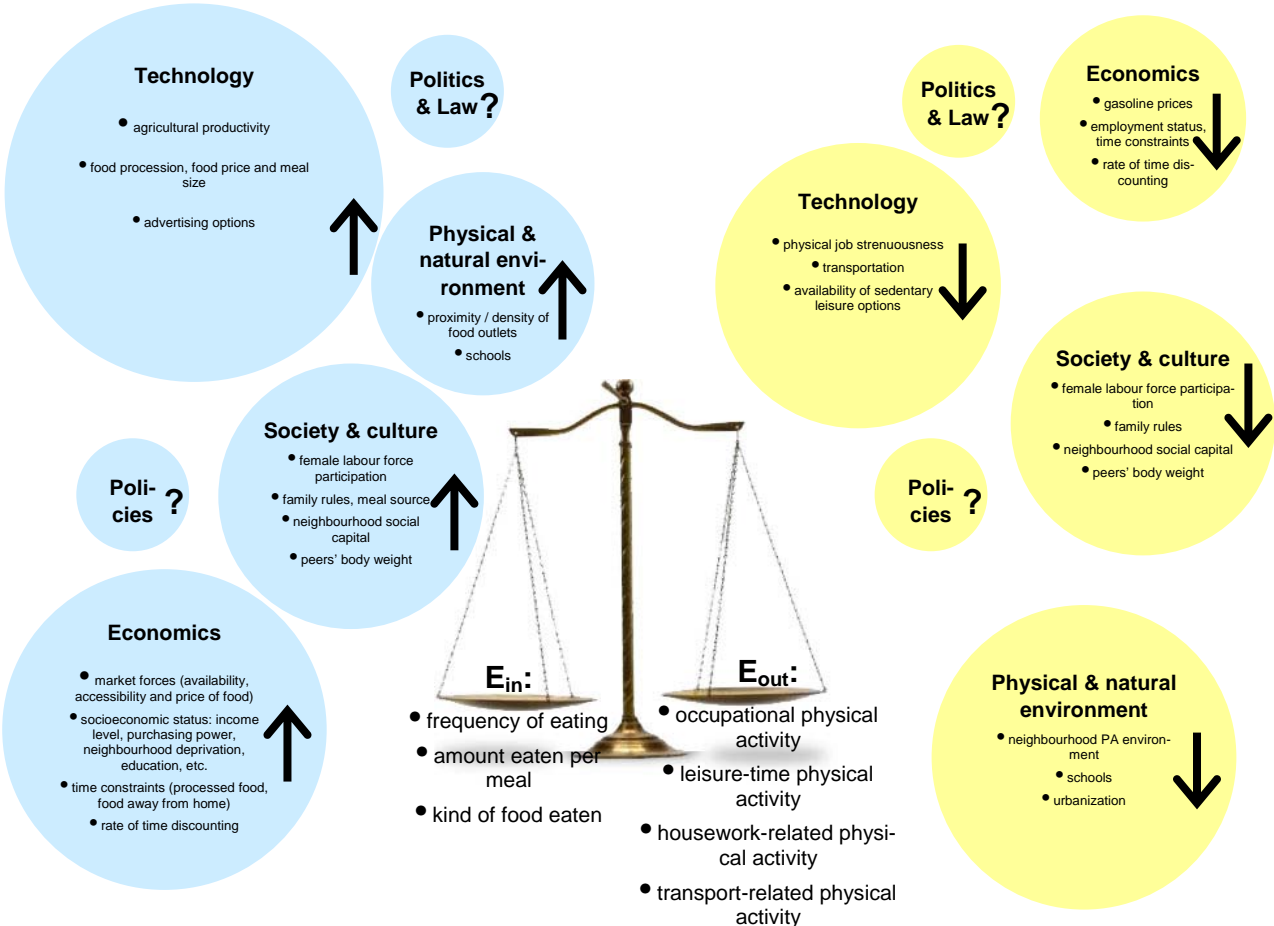 Technology
• agricultural productivity
• food procession, food price and meal
size
• advertising options
Politics
& Law?
Physical &
natural envi-
ronment
• proximity / density of
food outlets
• schools
Society & culture
• female labour force
participation
• family rules, meal source
• neighbourhood social
capital
• peers' body weight
Poli-
cies ?
Economics
• market forces (availability,
accessibility and price of food)
• socioeconomic status: income
level, purchasing power,
neighbourhood deprivation,
education, etc.
• time constraints (processed food,
food away from home)
• rate of time discounting
Ein:
• frequency of eating
• amount eaten per
meal
• kind of food eaten
Eout:
• occupational physical
activity
• leisure-time physical
activity
• housework-related physi-
cal activity
• transport-related physical
activity
Politics
& Law?
Economics
• gasoline prices
• employment status,
time constraints
• rate of time dis-
counting
Technology
• physical job strenuousness
• transportation
• availability of sedentary
leisure options
Society & culture
• female labour force participa-
tion
• family rules
• neighbourhood social capital
• peers' body weight
Poli-
cies ?
Physical & natural
environment
• neighbourhood PA environ-
ment
• schools
• urbanization